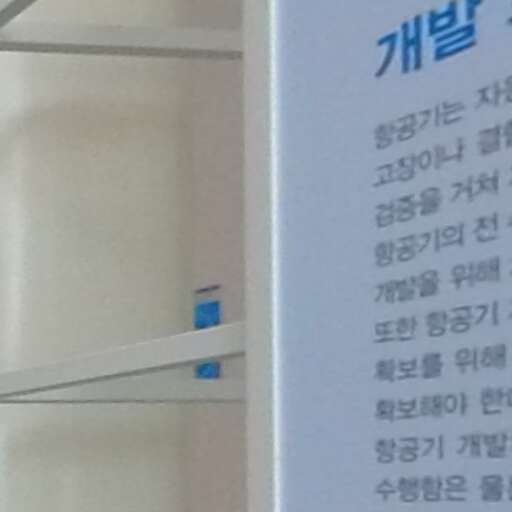 개발
항공기는
고장이나
검증을 거쳐
항공기의 전
개발을 위해
또한 항공기
확보를 위해
확보해야
항공기 개발
수행함은